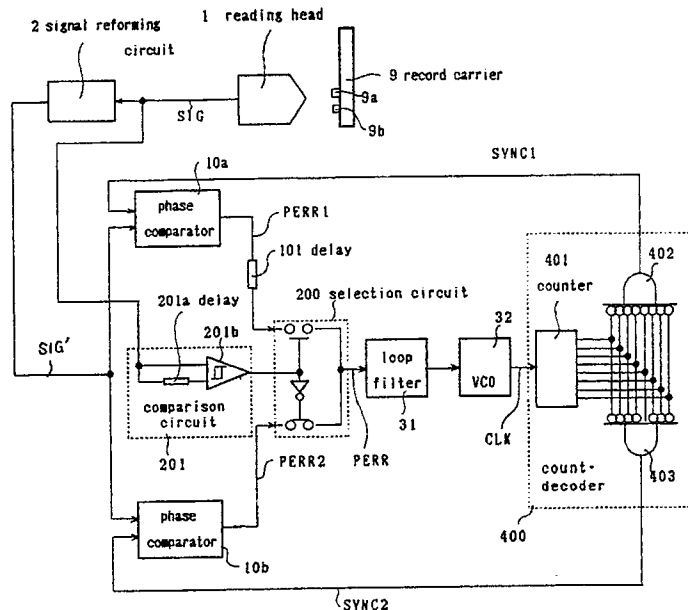 2 signal reforming
circuit
1 reading head
9 record carrier
9a
9b
SIG
SYNC1
10a
phase
comparator
PERR1
101 delay
401
counter
402
200 selection circuit
201a delay
201b
32
SIG'
loop
filter
VCO
31
comparison
circuit
201
CLK
PERR2
PERR
count-
decoder
403
400
phase
comparator
10b
SYNC2